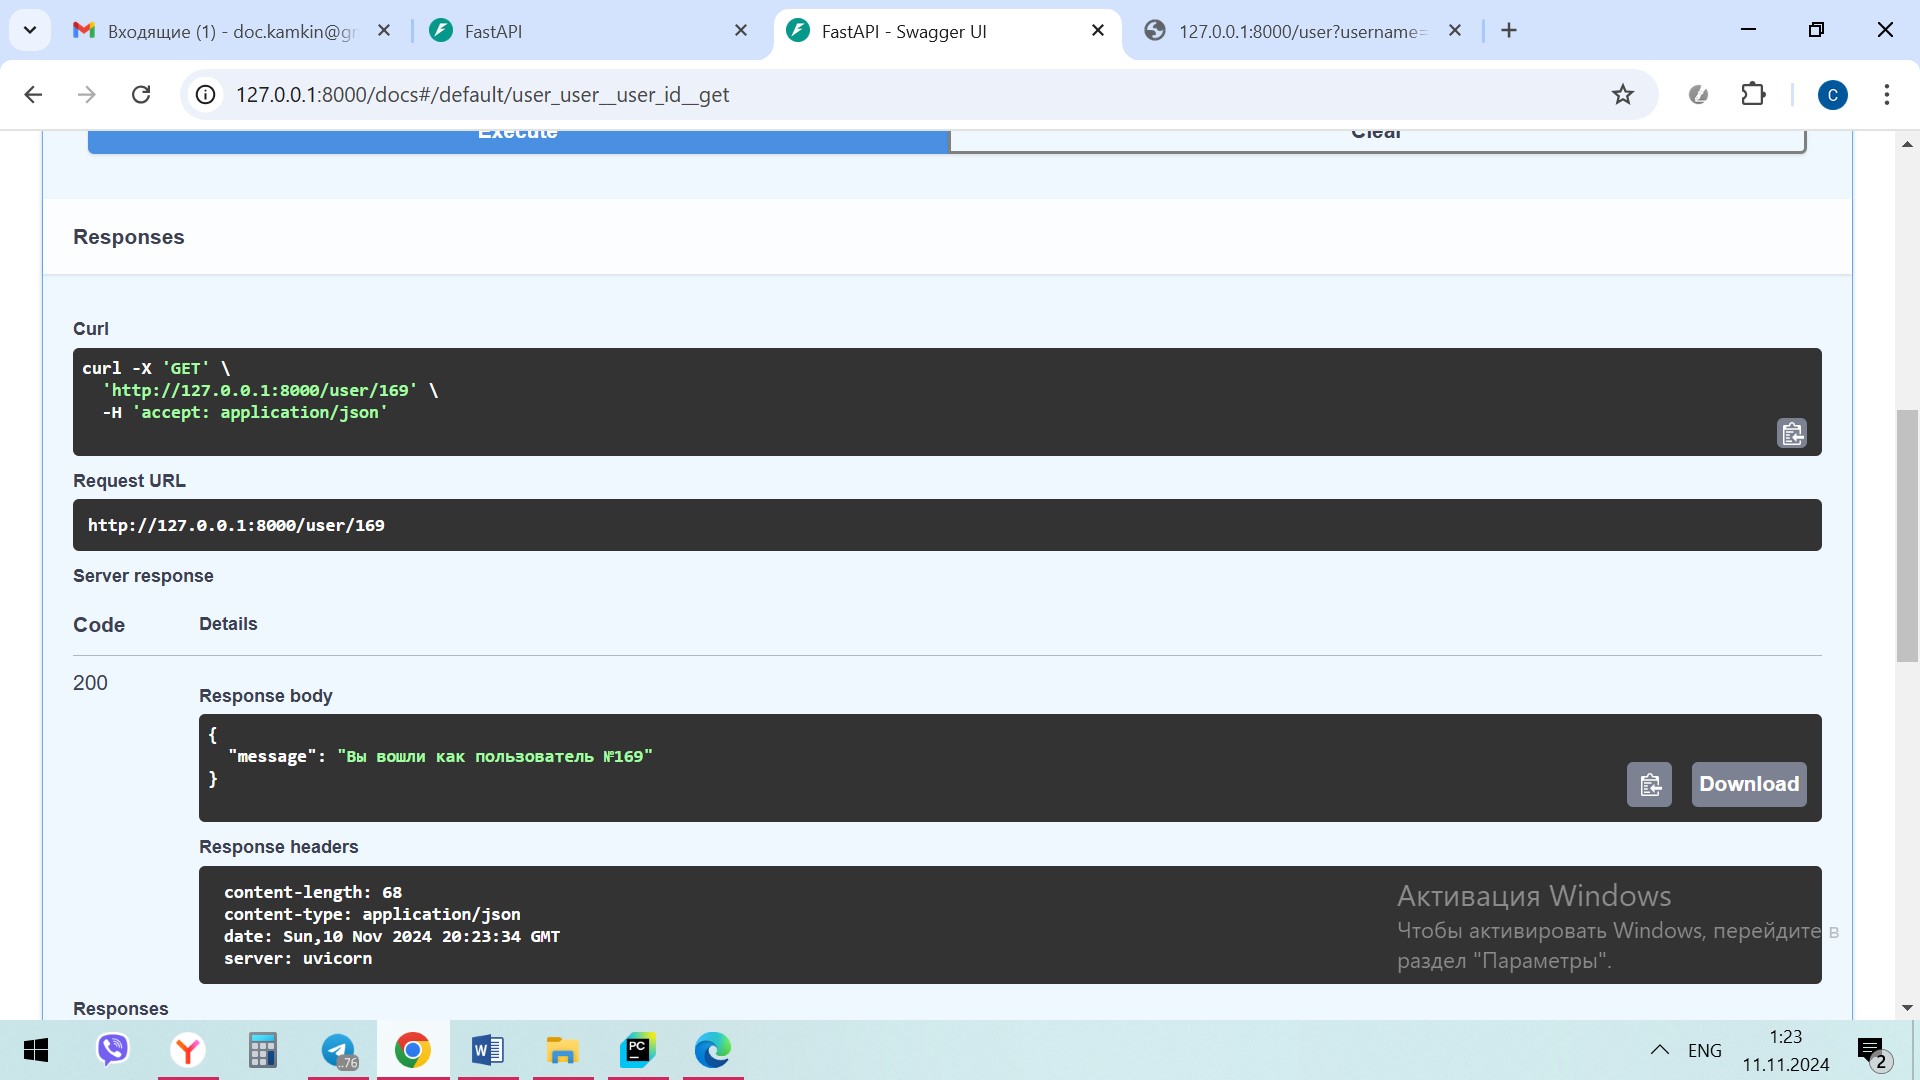 Входящие (1) - doc.kamkin@gr
FastAPI
FastAPI - Swagger UI
127.0.0.1:8000/user?username=
127.0.0.1:8000/docs#/default/user_user__user_id__get
C
Execute
Clear
Responses
Curl
curl -X 'GET' \
'http://127.0.0.1:8000/user/169' \
-H 'accept: application/json'
Request URL
http://127.0.0.1:8000/user/169
Server response
Code
Details
200
Response body
{
"message": "Вы вошли как пользователь №169"
}
Download
Response headers
content-length: 68
content-type: application/json
date: Sun,10 Nov 2024 20:23:34 GMT
server: uvicorn
Активация Windows
Чтобы активировать Windows, перейдите в
раздел "Параметры".
Responses
76
PC
ENG
1:23
11.11.2024
2